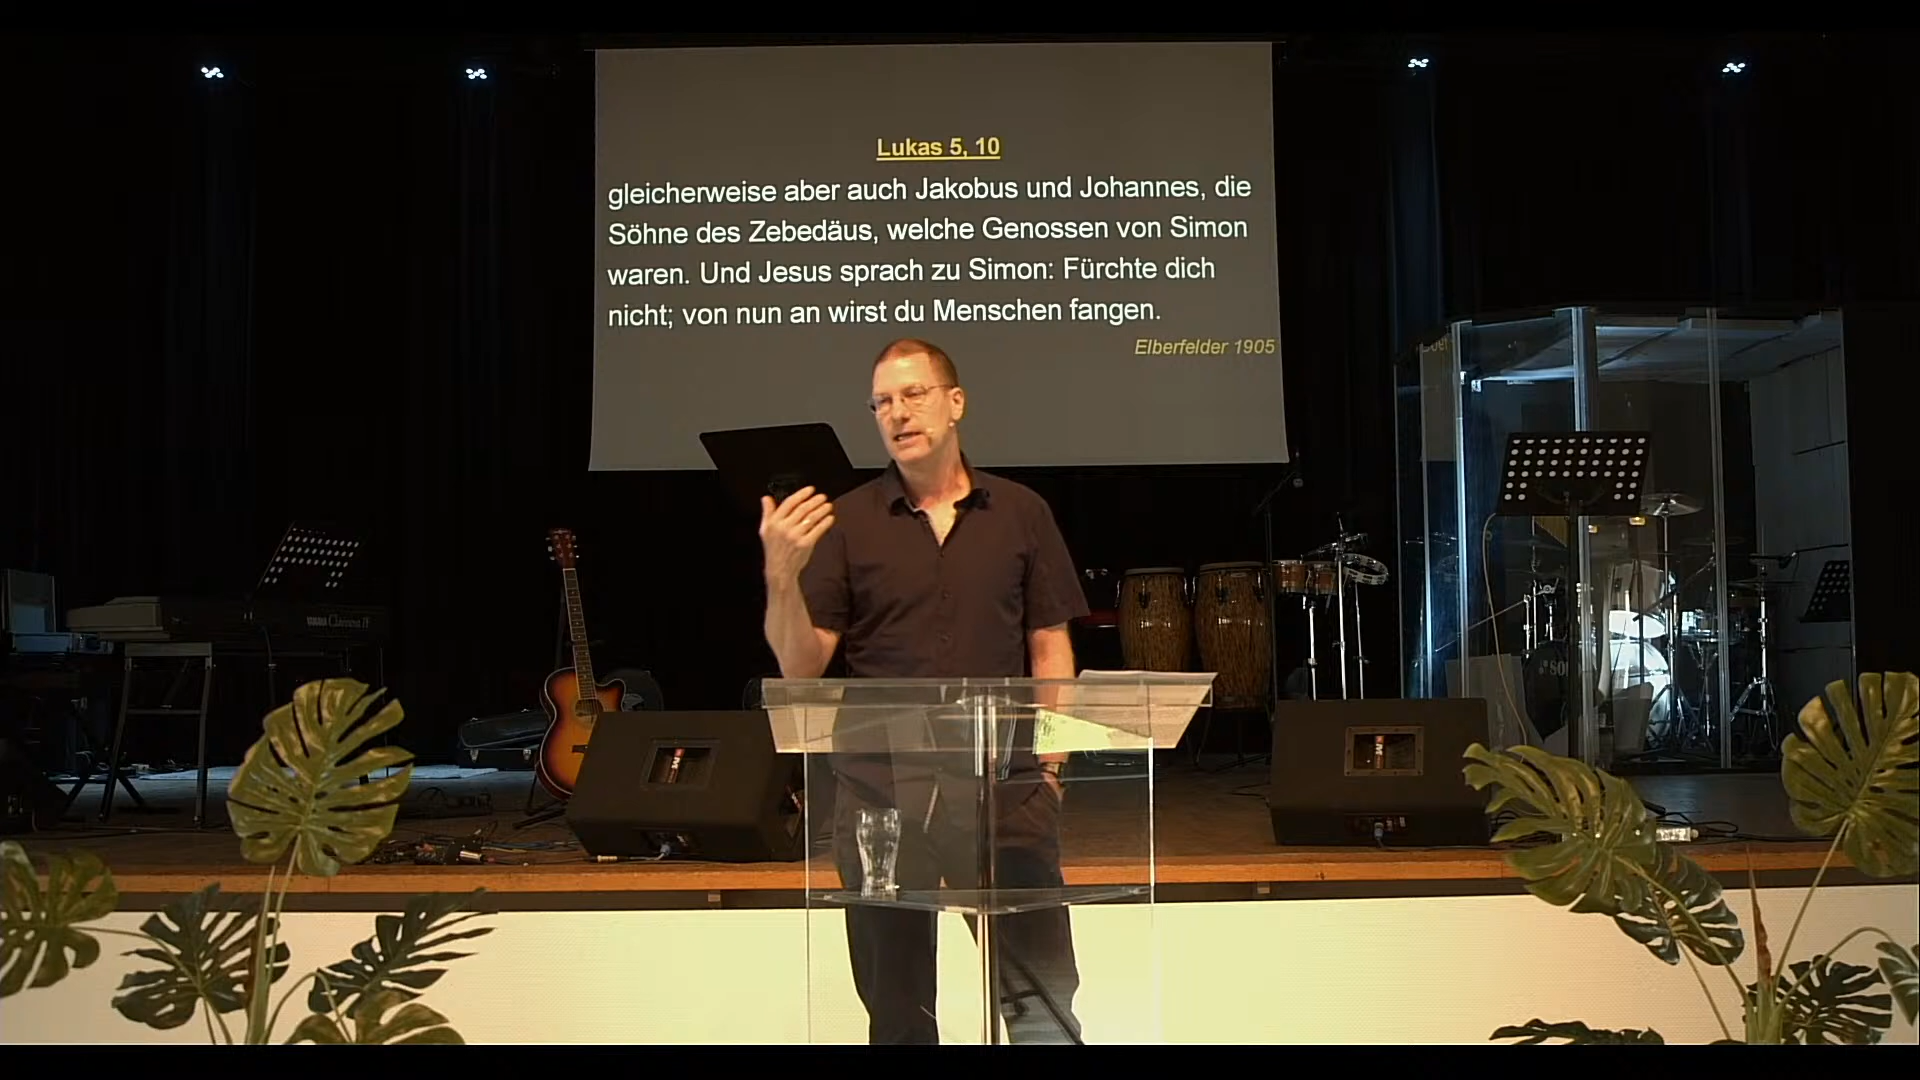 Lukas 5, 10
gleicherweise aber auch Jakobus und Johannes, die
Söhne des Zebedäus, welche Genossen von Simon
waren. Und Jesus sprach zu Simon: Fürchte dich
nicht; von nun an wirst du Menschen fangen.
Elberfelder 1905
YAMAHA